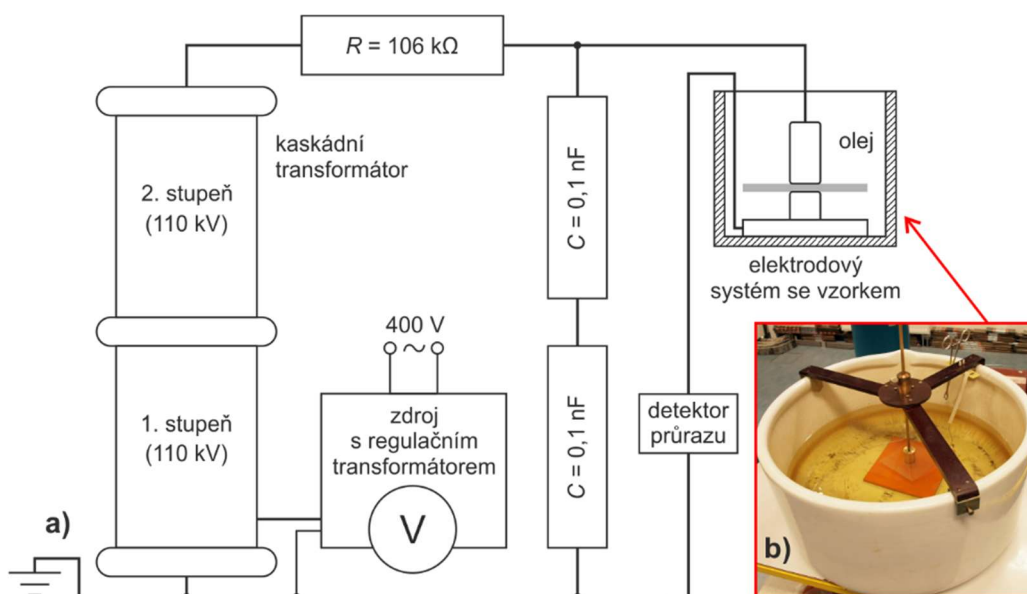 R = 106 kΩ
kaskádní
transformátor
2. stupeň
(110 kV)
C = 0,1 nF
olej
elektrodový
systém se vzorkem
400 V
~
1. stupeň
(110 kV)
zdroj
s regulačním
transformátorem
V
C = 0,1 nF
detektor
průrazu
a)
b)